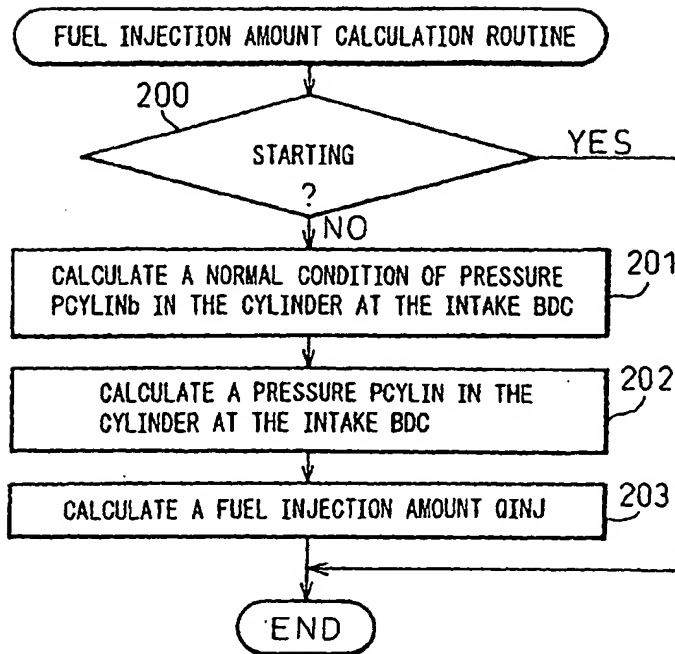 FUEL INJECTION AMOUNT CALCULATION ROUTINE
200
STARTING
?
YES
NO
CALCULATE A NORMAL CONDITION OF PRESSURE
PCYLINb IN THE CYLINDER AT THE INTAKE BDC
201
CALCULATE A PRESSURE PCYLIN IN THE
CYLINDER AT THE INTAKE BDC
202
CALCULATE A FUEL INJECTION AMOUNT QINJ
203
END